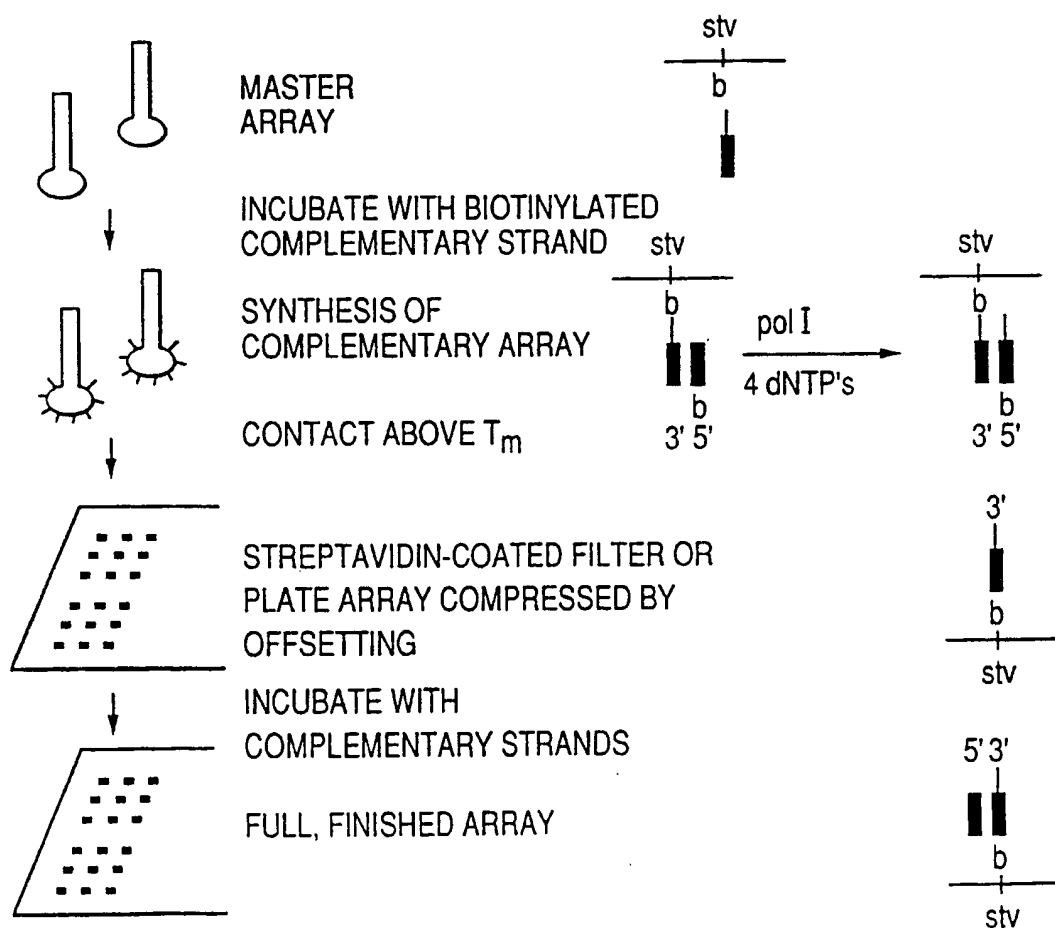 stv
MASTER
ARRAY
b
INCUBATE WITH BIOTINYLATED
COMPLEMENTARY STRAND
stv
stv
SYNTHESIS OF
COMPLEMENTARY ARRAY
b
pol I
4 dNTP's
b
b
b
CONTACT ABOVE Tm
3' 5'
3' 5'
3'
STREPTAVIDIN-COATED FILTER OR
PLATE ARRAY COMPRESSED BY
OFFSETTING
b
stv
INCUBATE WITH
COMPLEMENTARY STRANDS
5' 3'
FULL, FINISHED ARRAY
b
stv